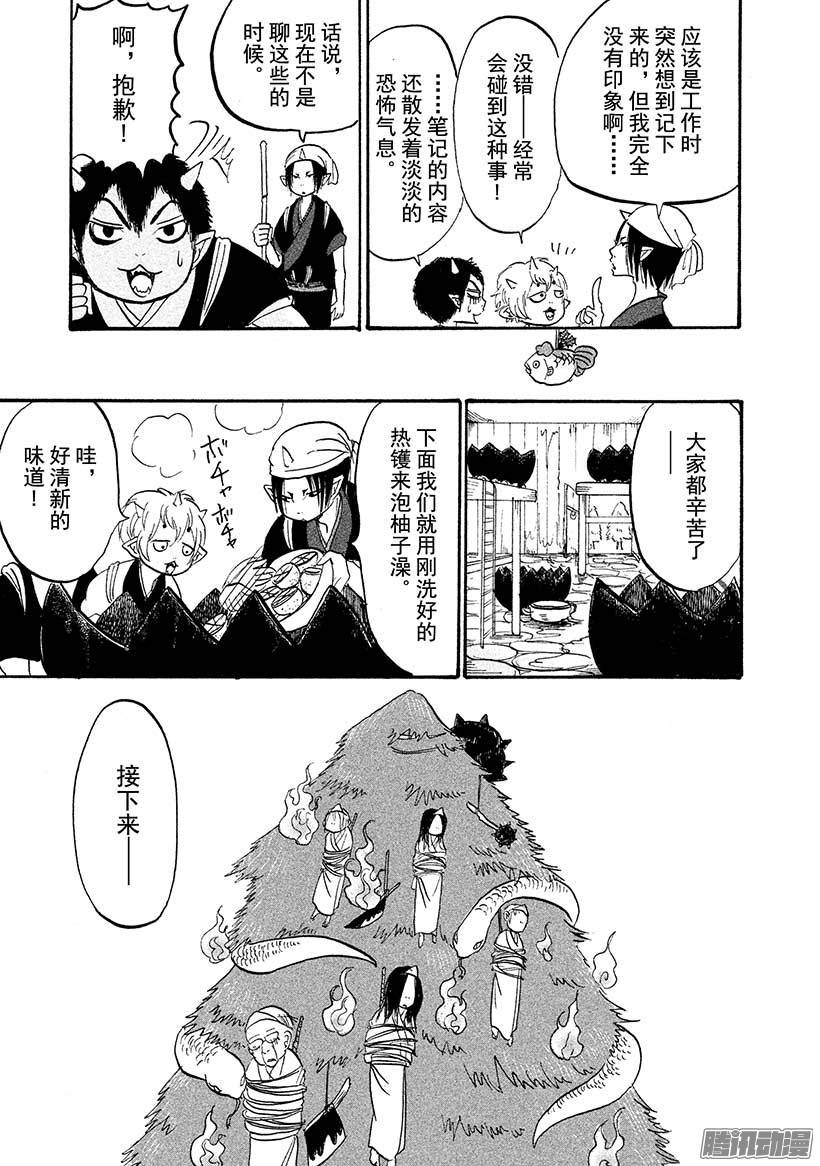 应该是工作时
突然想到记下
来的，但我完全
没有印象啊……
没错——经常
会碰到这种事！
……笔记的内容
还散发着淡淡的
恐怖气息。
话说，
现在不是
聊这些的
时候。
啊，抱歉！
大家都辛苦了
——
下面我们就用刚洗好的
热镬来泡柚子澡。
ボチャ
ボチャ
哇，
好清新的
味道！
接下来——
腾讯动漫